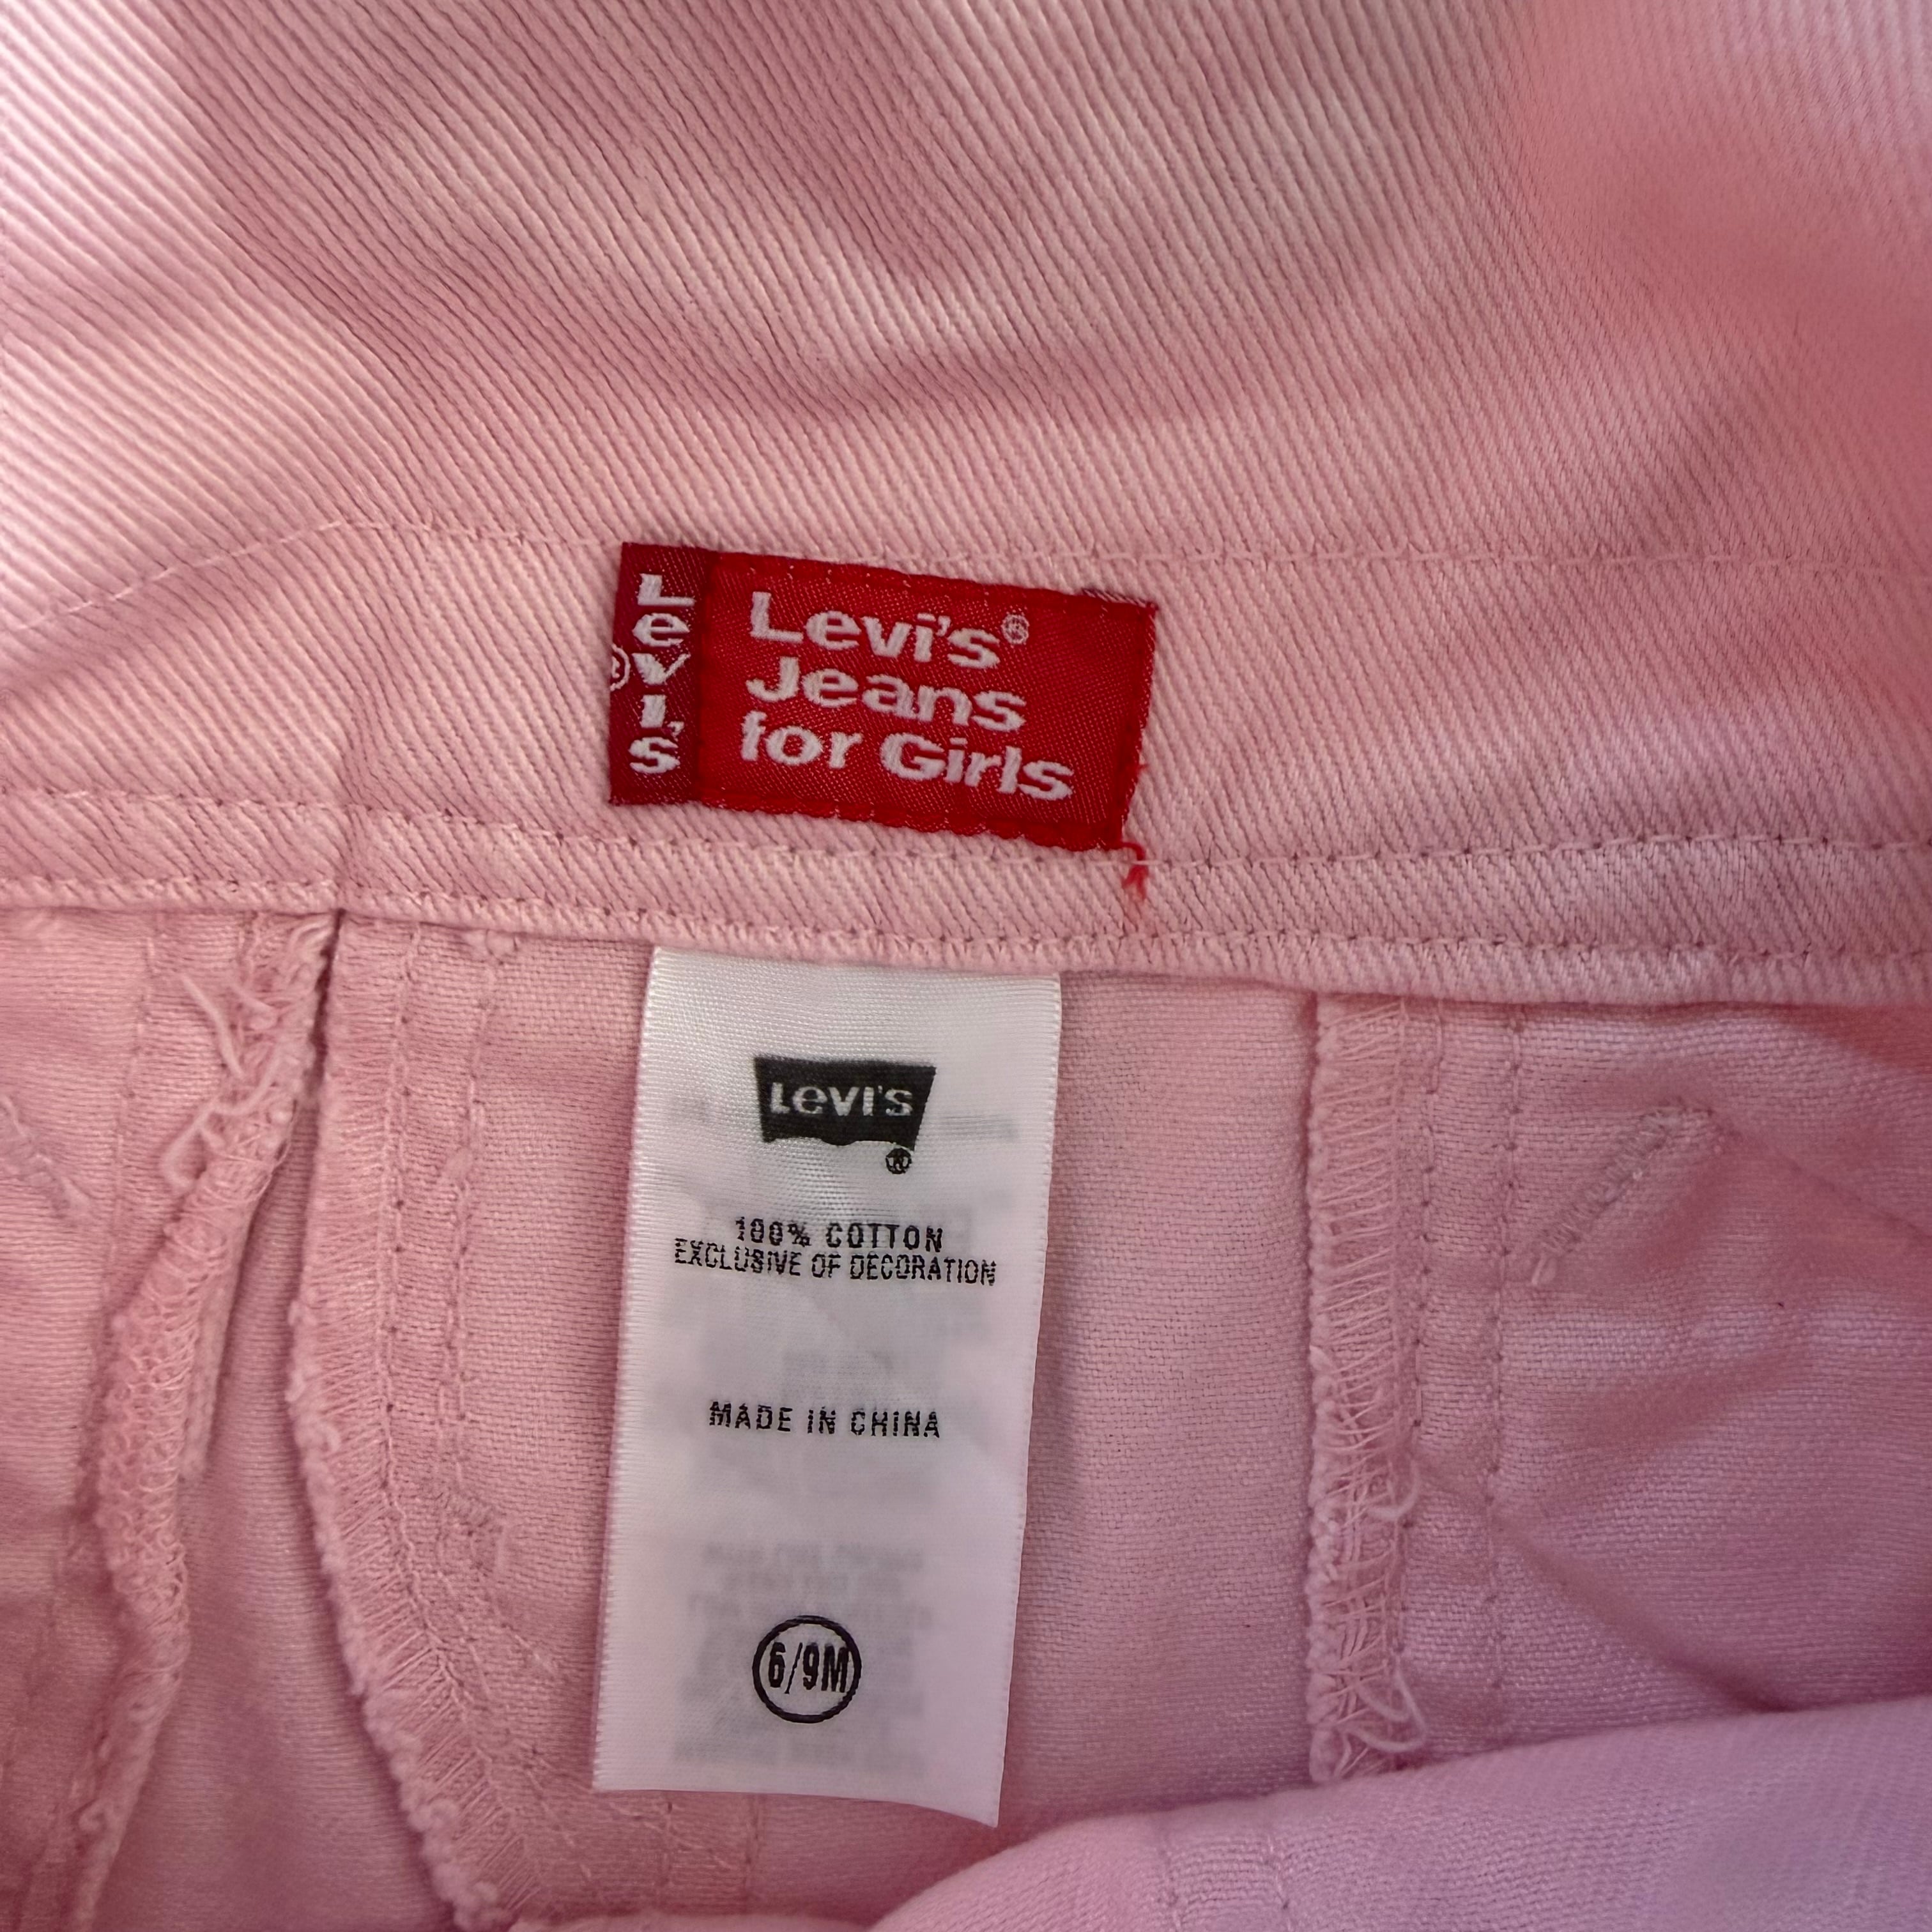 LEVI'S®
Levi's®
Jeans
for Girls
Levi's
®
100% COTTON
EXCLUSIVE OF DECORATION
MADE IN CHINA
6/9M